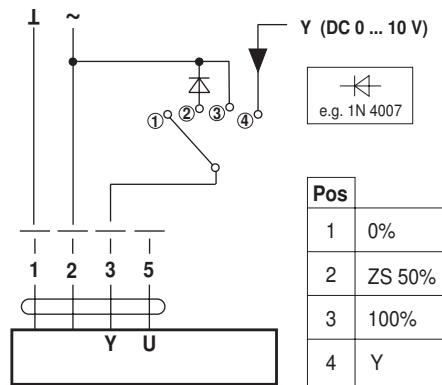 ⊥ ~
Y (DC 0 ... 10 V)
① ② ③ ④
e.g. 1N 4007
Pos
1 0%
2 ZS 50%
3 100%
4 Y
1 2 3 5
Y U